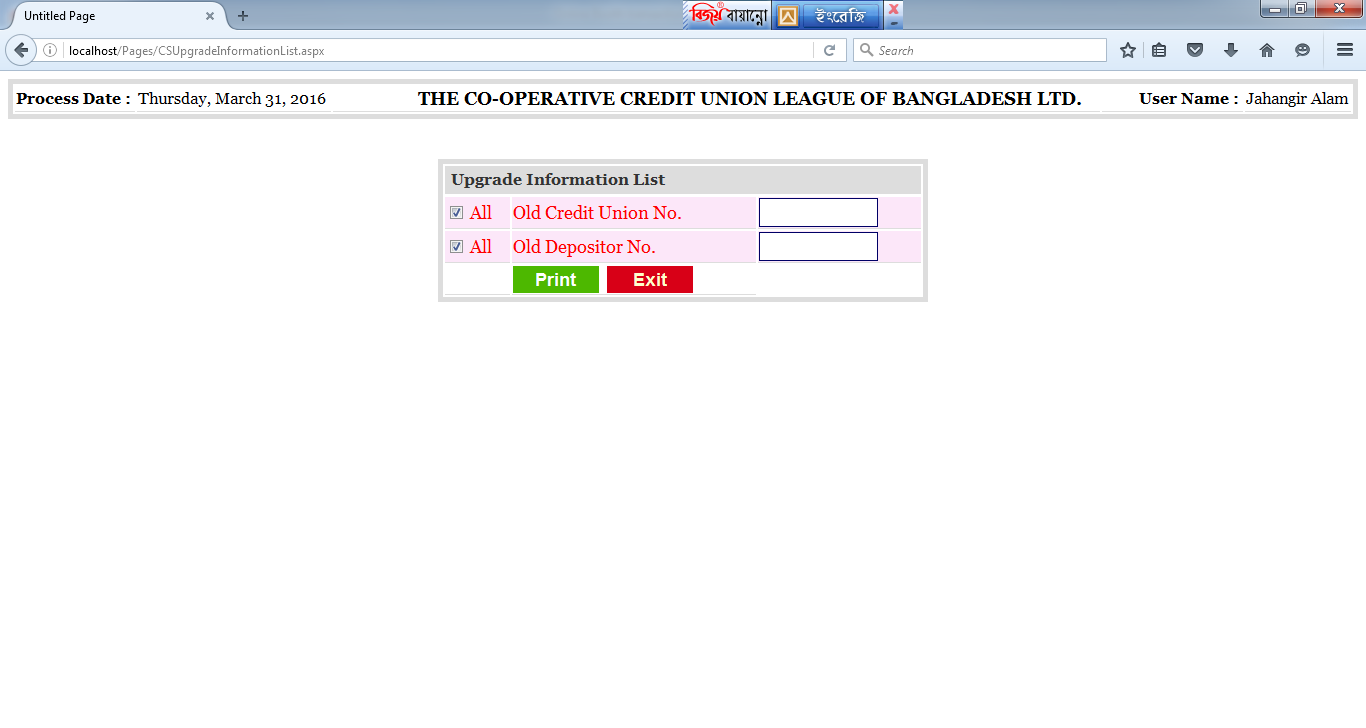 Untitled Page
বিজয়® বায়ান্নো ইংরেজি
localhost/Pages/CSUpgradeInformationList.aspx
Search
Process Date : Thursday, March 31, 2016 THE CO-OPERATIVE CREDIT UNION LEAGUE OF BANGLADESH LTD. User Name : Jahangir Alam
Upgrade Information List
All Old Credit Union No.
All Old Depositor No.
Print Exit